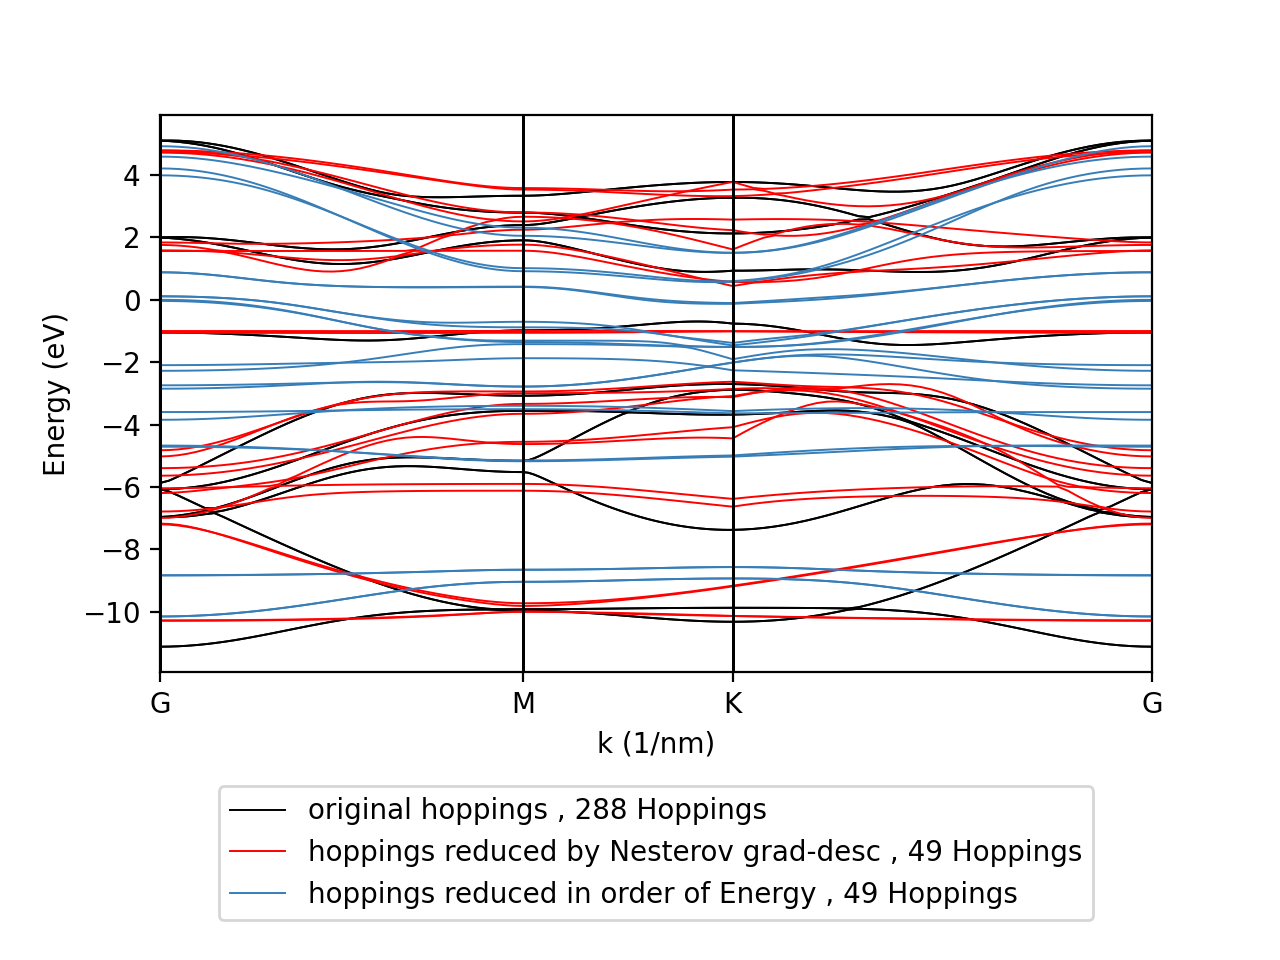 4
2
0
−2
−4
−6
−8
−10
Energy (eV)
G M K G
k (1/nm)
original hoppings , 288 Hoppings
hoppings reduced by Nesterov grad-desc , 49 Hoppings
hoppings reduced in order of Energy , 49 Hoppings